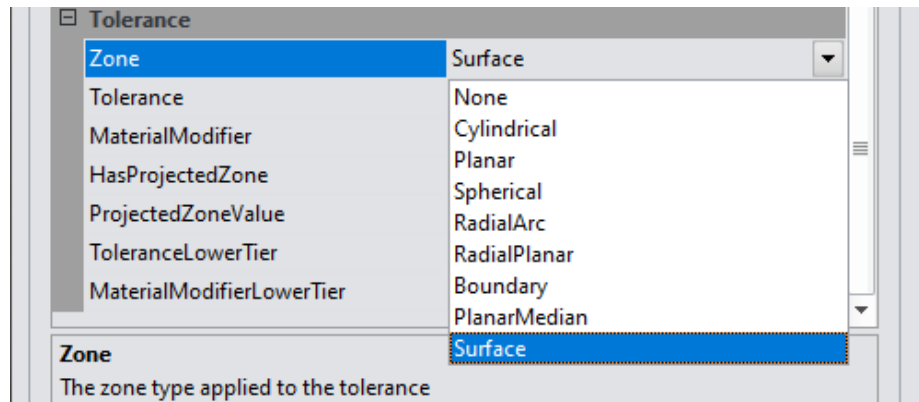 Tolerance
Zone Surface
Tolerance None
MaterialModifier Cylindrical
HasProjectedZone Planar
ProjectedZoneValue Spherical
ToleranceLowerTier RadialArc
MaterialModifierLowerTier RadialPlanar
Boundary
PlanarMedian
Surface
Zone
The zone type applied to the tolerance